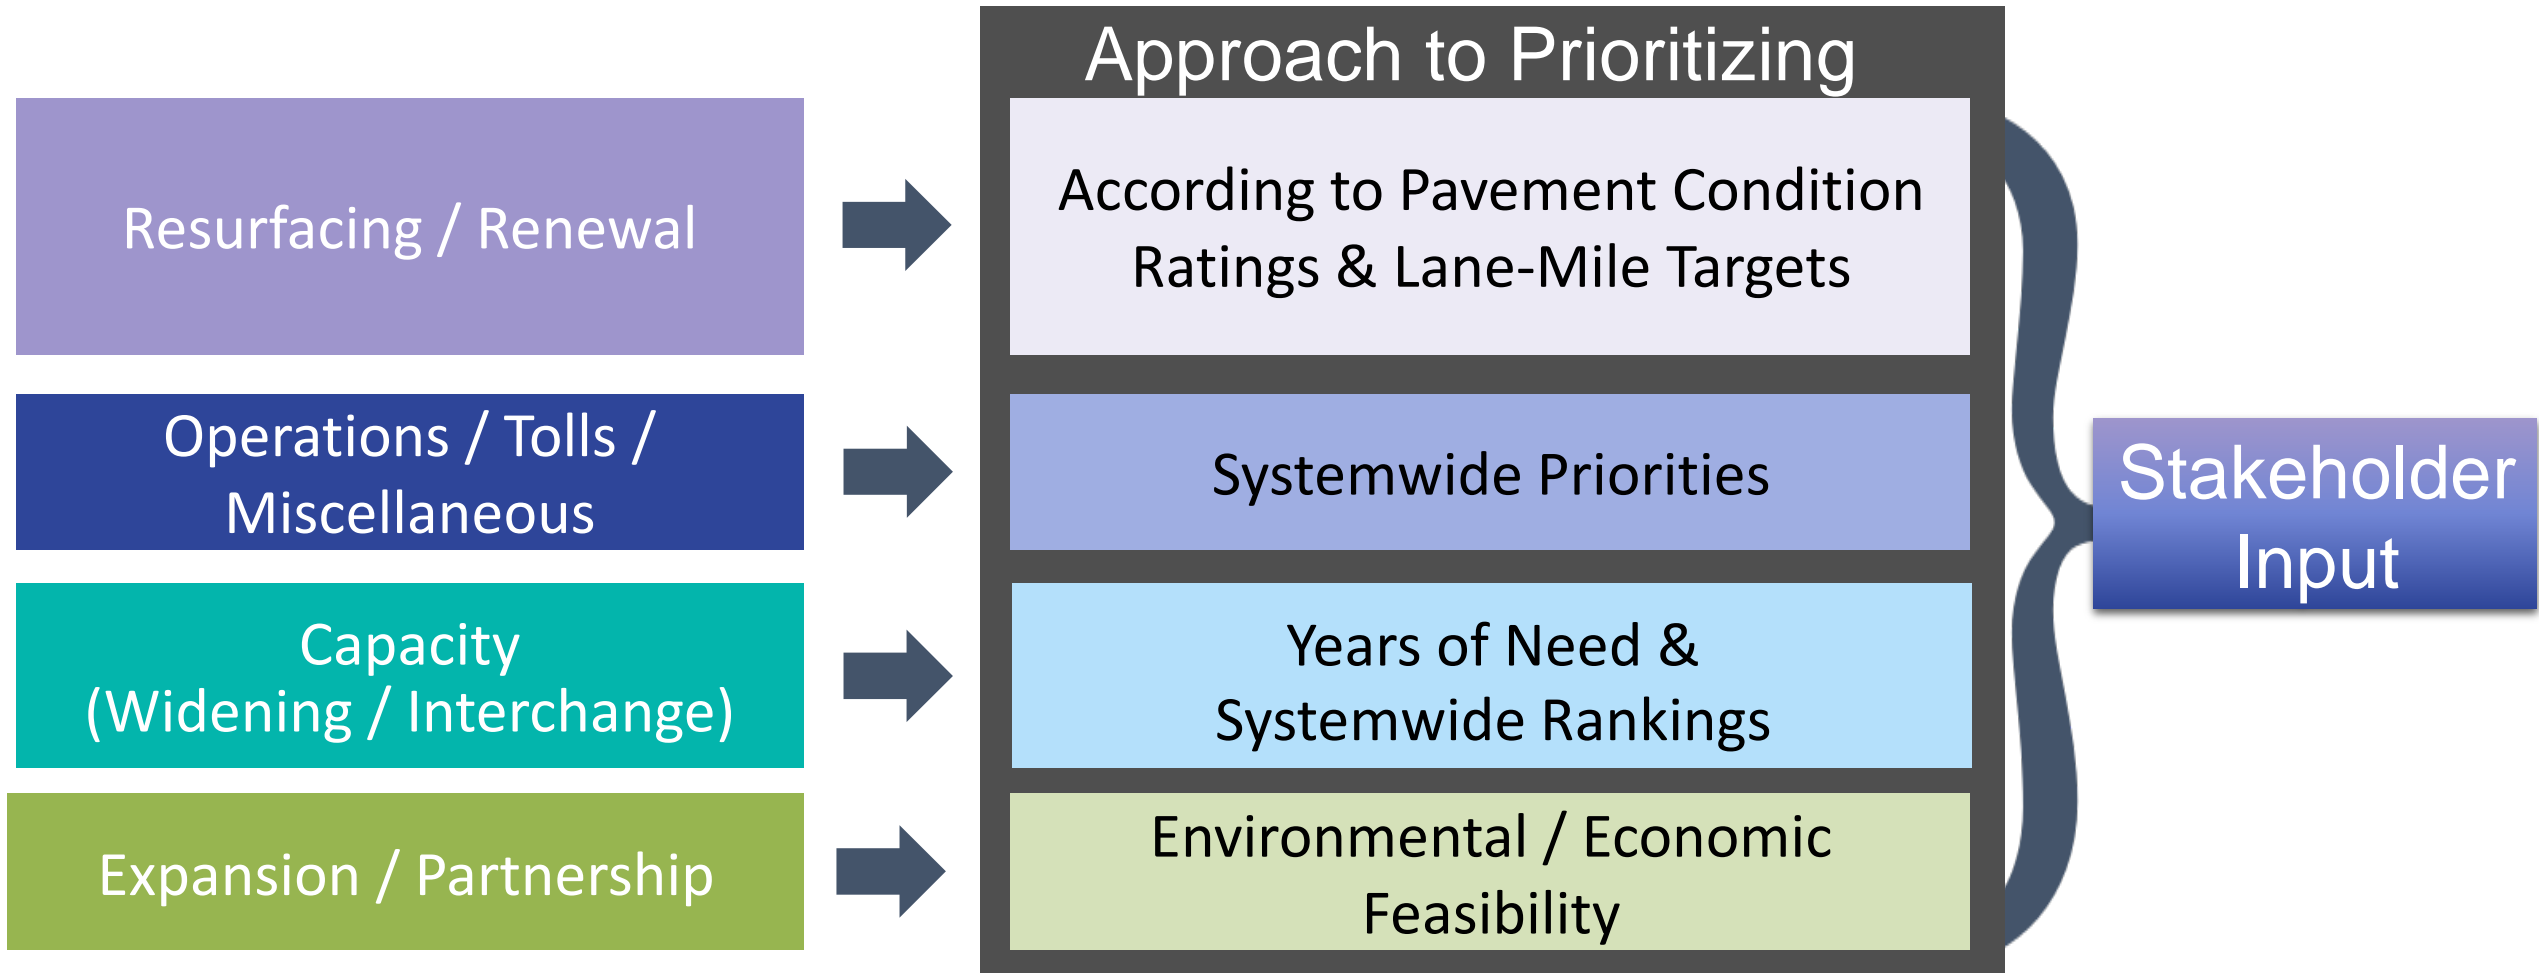 Approach to Prioritizing
Resurfacing / Renewal
According to Pavement Condition
Ratings & Lane-Mile Targets
Operations / Tolls /
Miscellaneous
Systemwide Priorities
Capacity
(Widening / Interchange)
Years of Need &
Systemwide Rankings
Expansion / Partnership
Environmental / Economic
Feasibility
Stakeholder
Input